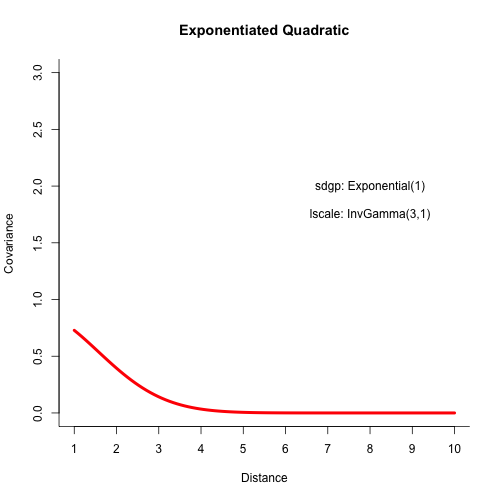 Exponentiated Quadratic
3.0
2.5
2.0
1.5
1.0
0.5
0.0
Covariance
sdgp: Exponential(1)
lscale: InvGamma(3,1)
1 2 3 4 5 6 7 8 9 10
Distance